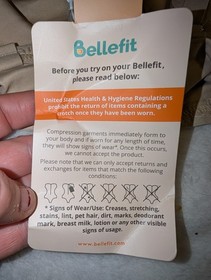 Bellefit
Before you try on your Bellefit,
please read below:
United States Health & Hygiene Regulations
prohibit the return of items containing a
pooch once they have been worn.
Compression garments immediately form to
your body and if worn for any length of time,
they will show signs of wear*. Once this occurs,
we cannot accept the product.
Please note that we can only accept returns and
exchanges for items that match the following
conditions:
* Signs of Wear/Use: Creases, stretching,
stains, lint, pet hair, dirt, marks, deodorant
mark, breast milk, lotion or any other visible
signs of usage.
www.bellefit.com